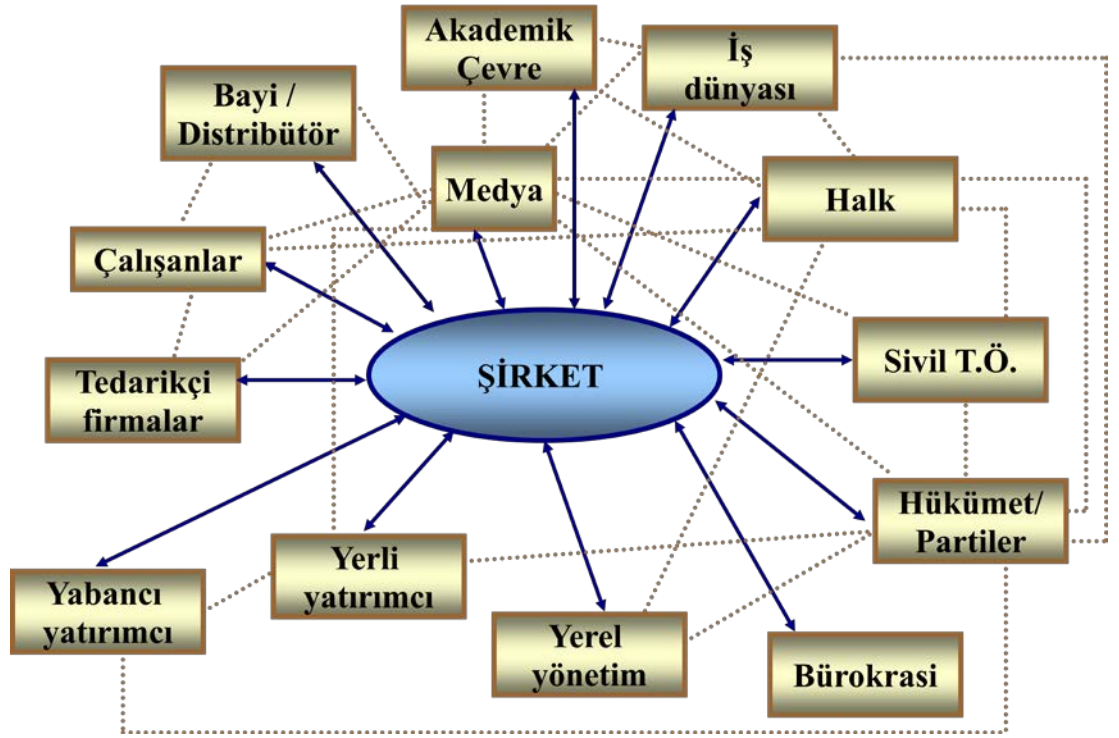 Akademik
Çevre
İş
dünyası
Bayi /
Distribütör
Medya
Halk
Çalışanlar
ŞİRKET
Sivil T.Ö.
Tedarikçi
firmalar
Hükümet/
Partiler
Yerli
yatırımcı
Yabancı
yatırımcı
Yerel
yönetim
Bürokrasi